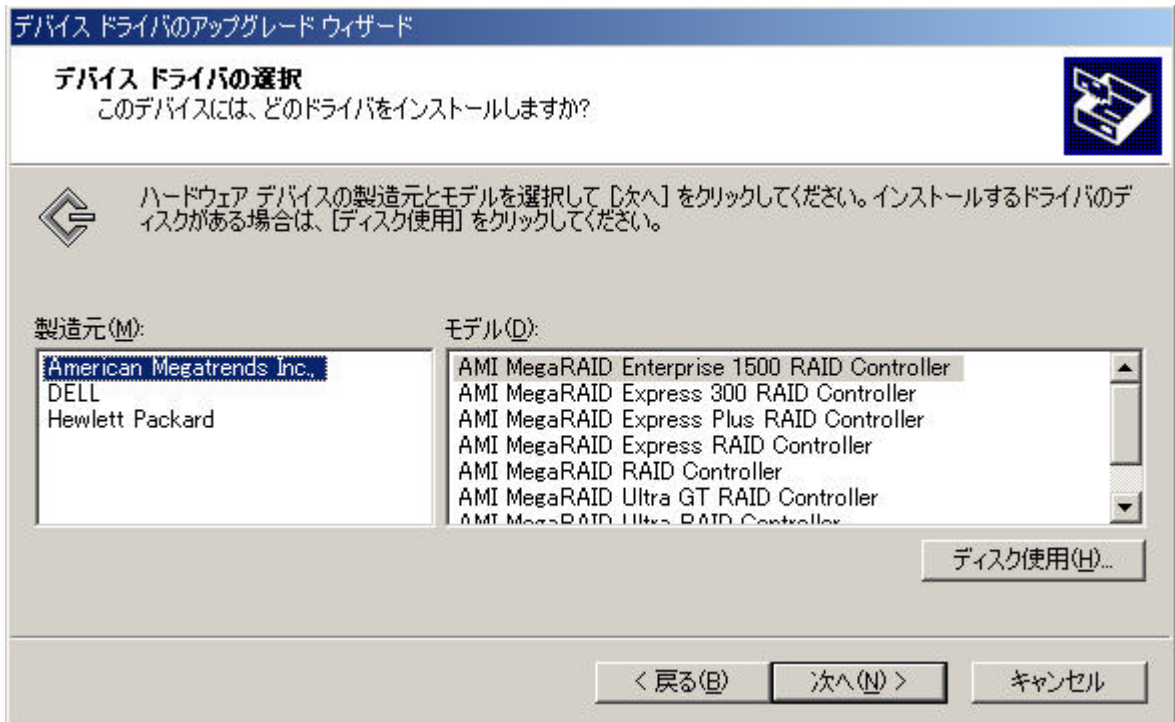 デバイス ドライバのアップグレード ウィザード
デバイス ドライバの選択
このデバイスには、どのドライバをインストールしますか?
ハードウェア デバイスの製造元とモデルを選択して [次へ] をクリックしてください。インストールするドライバのデ
ィスクがある場合は、[ディスク使用] をクリックしてください。
製造元(M):
モデル(D):
American Megatrends Inc.,
DELL
Hewlett Packard
AMI MegaRAID Enterprise 1500 RAID Controller
AMI MegaRAID Express 300 RAID Controller
AMI MegaRAID Express Plus RAID Controller
AMI MegaRAID Express RAID Controller
AMI MegaRAID RAID Controller
AMI MegaRAID Ultra GT RAID Controller
AMI MegaRAID Ultra RAID Controller
ディスク使用(H)...
< 戻る(B)
次へ(N) >
キャンセル